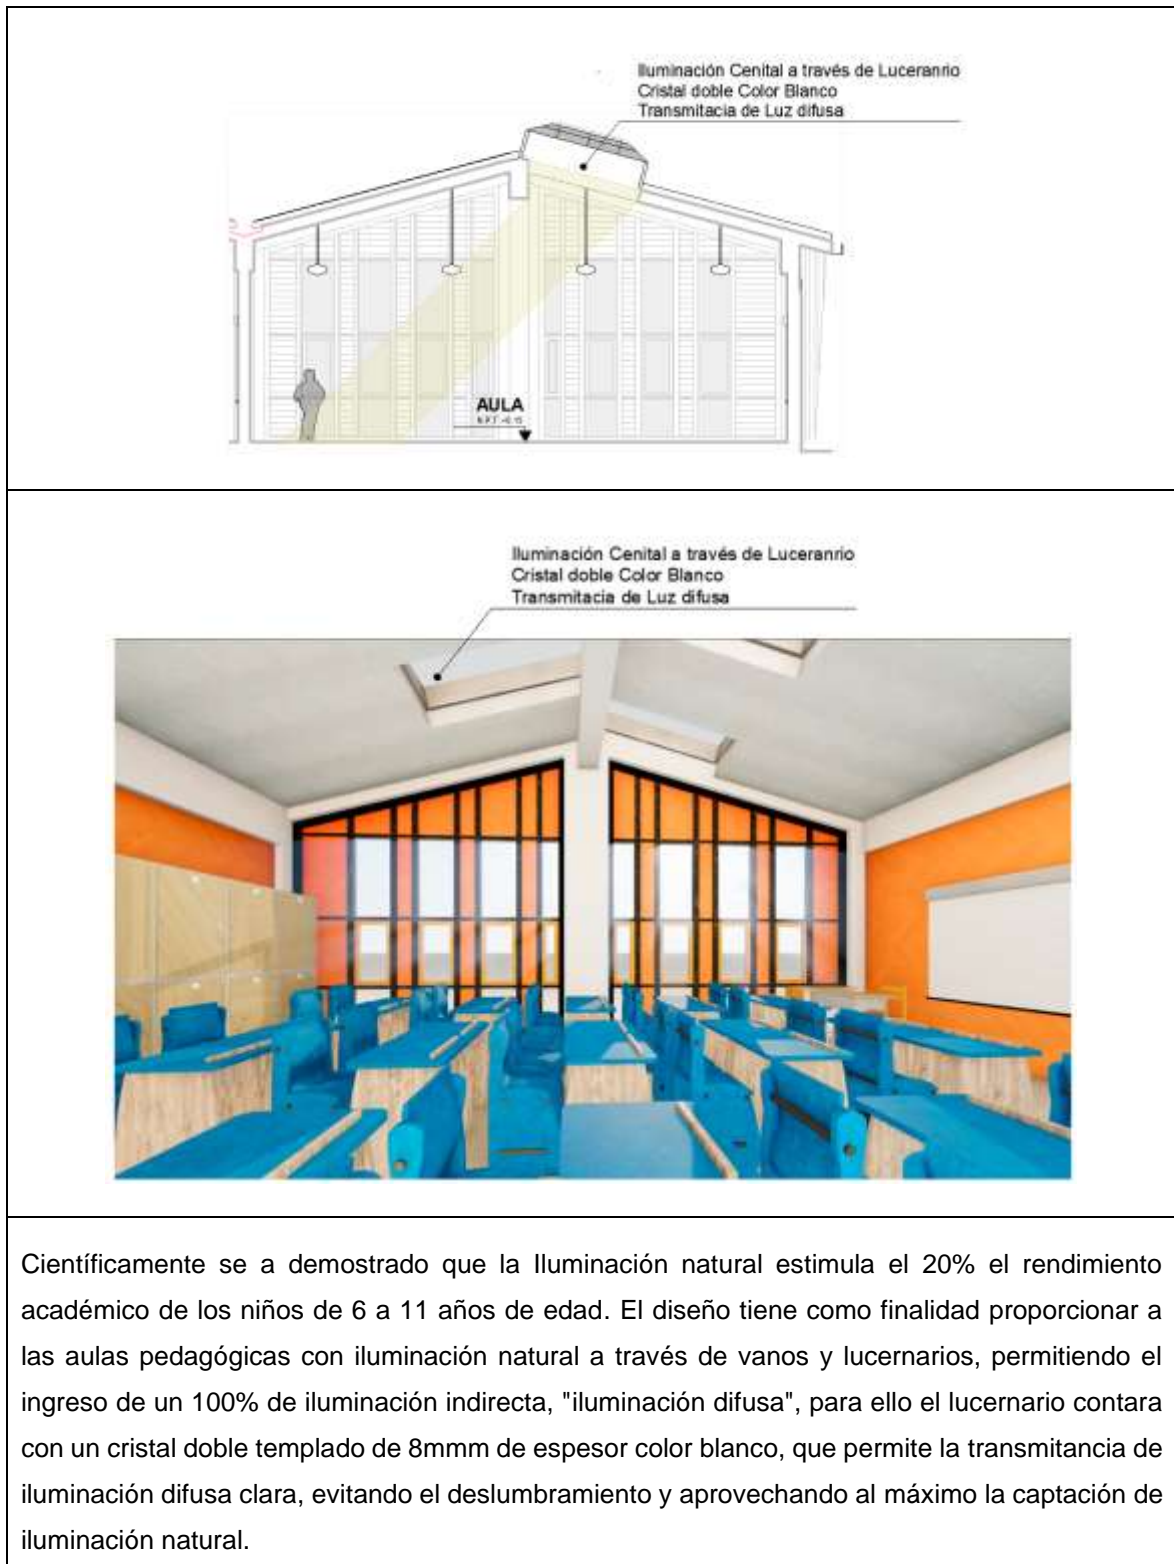 Iluminación Cenital a través de Luceranrio
Cristal doble Color Blanco
Transmitacia de Luz difusa
AULA
Iluminación Cenital a través de Luceranrio
Cristal doble Color Blanco
Transmitacia de Luz difusa
Científicamente se a demostrado que la Iluminación natural estimula el 20% el rendimiento
académico de los niños de 6 a 11 años de edad. El diseño tiene como finalidad proporcionar a
las aulas pedagógicas con iluminación natural a través de vanos y lucernarios, permitiendo el
ingreso de un 100% de iluminación indirecta, "iluminación difusa", para ello el lucernario contara
con un cristal doble templado de 8mmm de espesor color blanco, que permite la transmitancia de
iluminación difusa clara, evitando el deslumbramiento y aprovechando al máximo la captación de
iluminación natural.